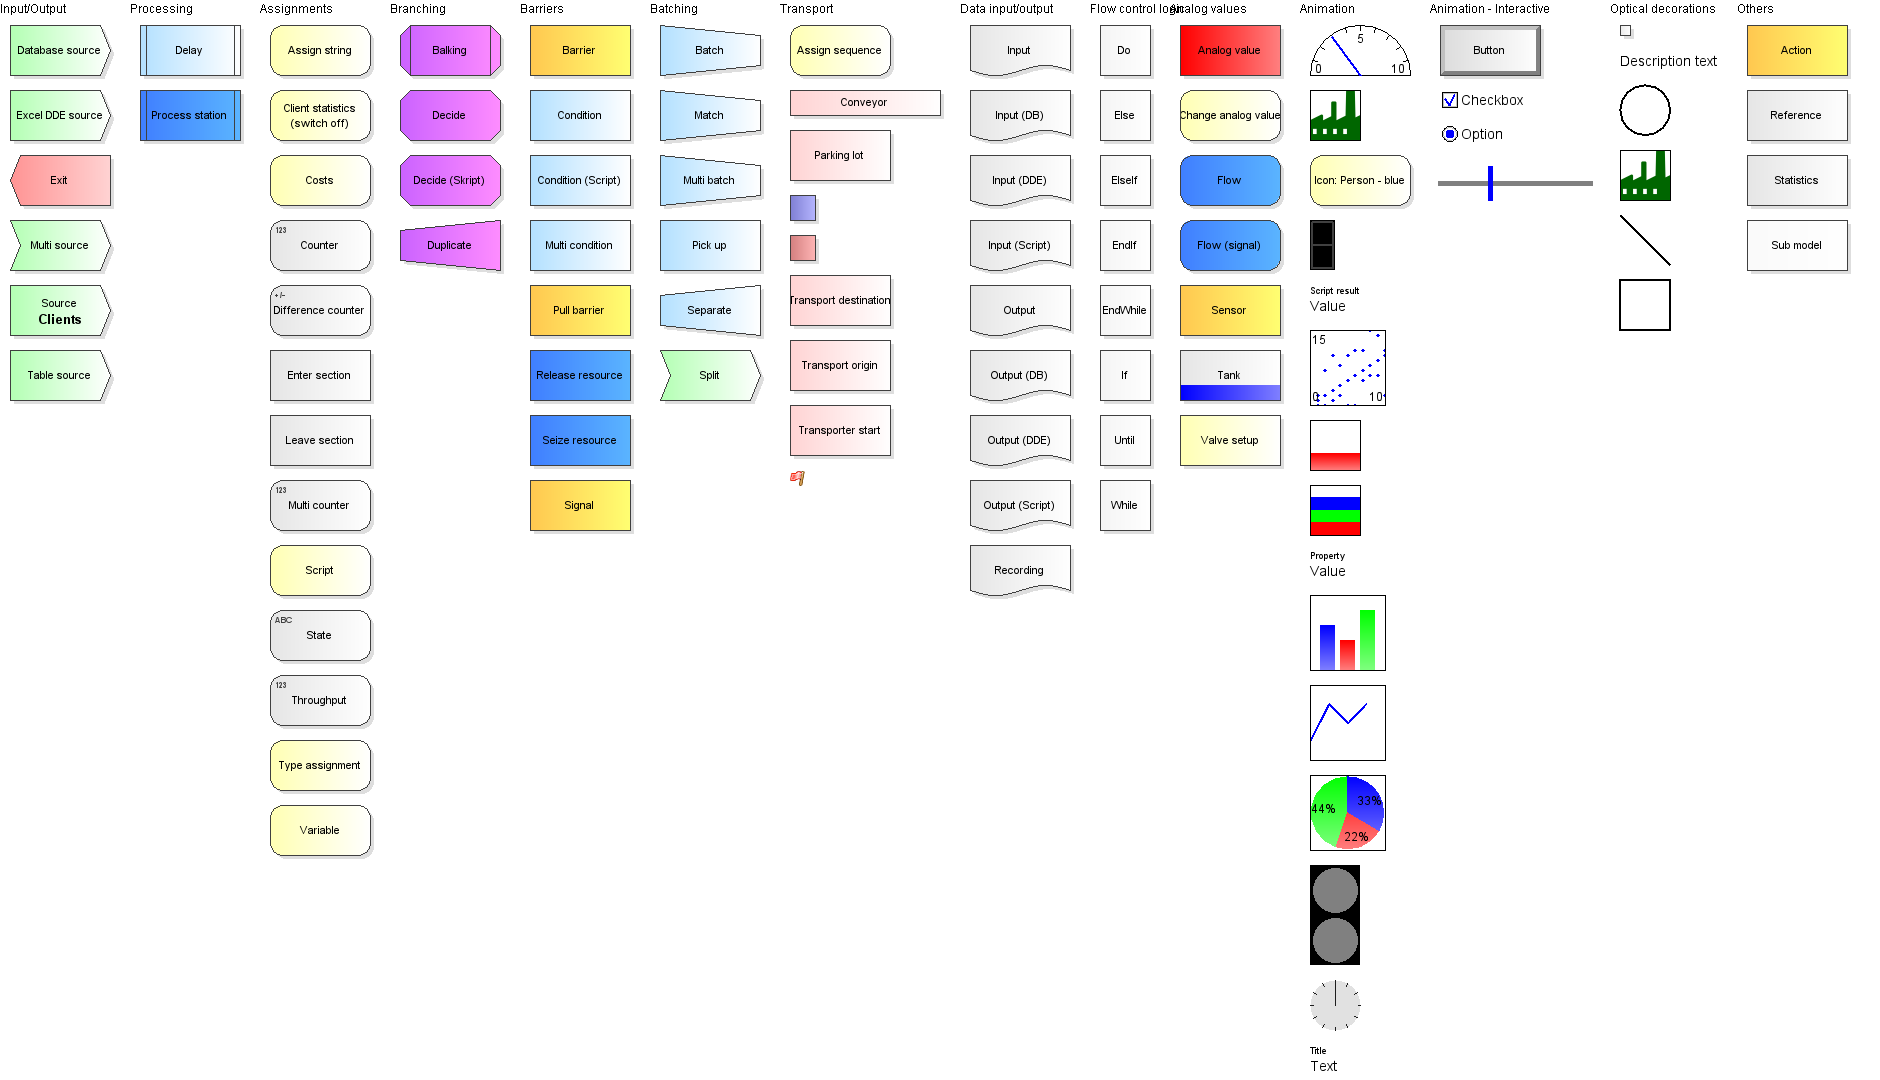 Input/Output
Database source
Excel DDE source
Exit
Multi source
Source
Clients
Table source
Processing
Delay
Process station
Assignments
Assign string
Client statistics
(switch off)
Costs
123
Counter
+/-
Difference counter
Enter section
Leave section
123
Multi counter
Script
ABC
State
123
Throughput
Type assignment
Variable
Branching
Balking
Decide
Decide (Skript)
Duplicate
Barriers
Barrier
Condition
Condition (Script)
Multi condition
Pull barrier
Release resource
Seize resource
Signal
Batching
Batch
Match
Multi batch
Pick up
Separate
Split
Transport
Assign sequence
Conveyor
Parking lot
Transport destination
Transport origin
Transporter start
Data input/output
Input
Input (DB)
Input (DDE)
Input (Script)
Output
Output (DB)
Output (DDE)
Output (Script)
Recording
Flow control logic
Do
Else
ElseIf
EndIf
EndWhile
If
Until
While
Analog values
Analog value
Change analog value
Flow
Flow (signal)
Sensor
Tank
Valve setup
Animation
5
0 10
Icon: Person - blue
Script result
Value
15
0 10
Property
Value
44% 33%
22%
Title
Text
Animation - Interactive
Button
Checkbox
Option
Optical decorations
Description text
Others
Action
Reference
Statistics
Sub model